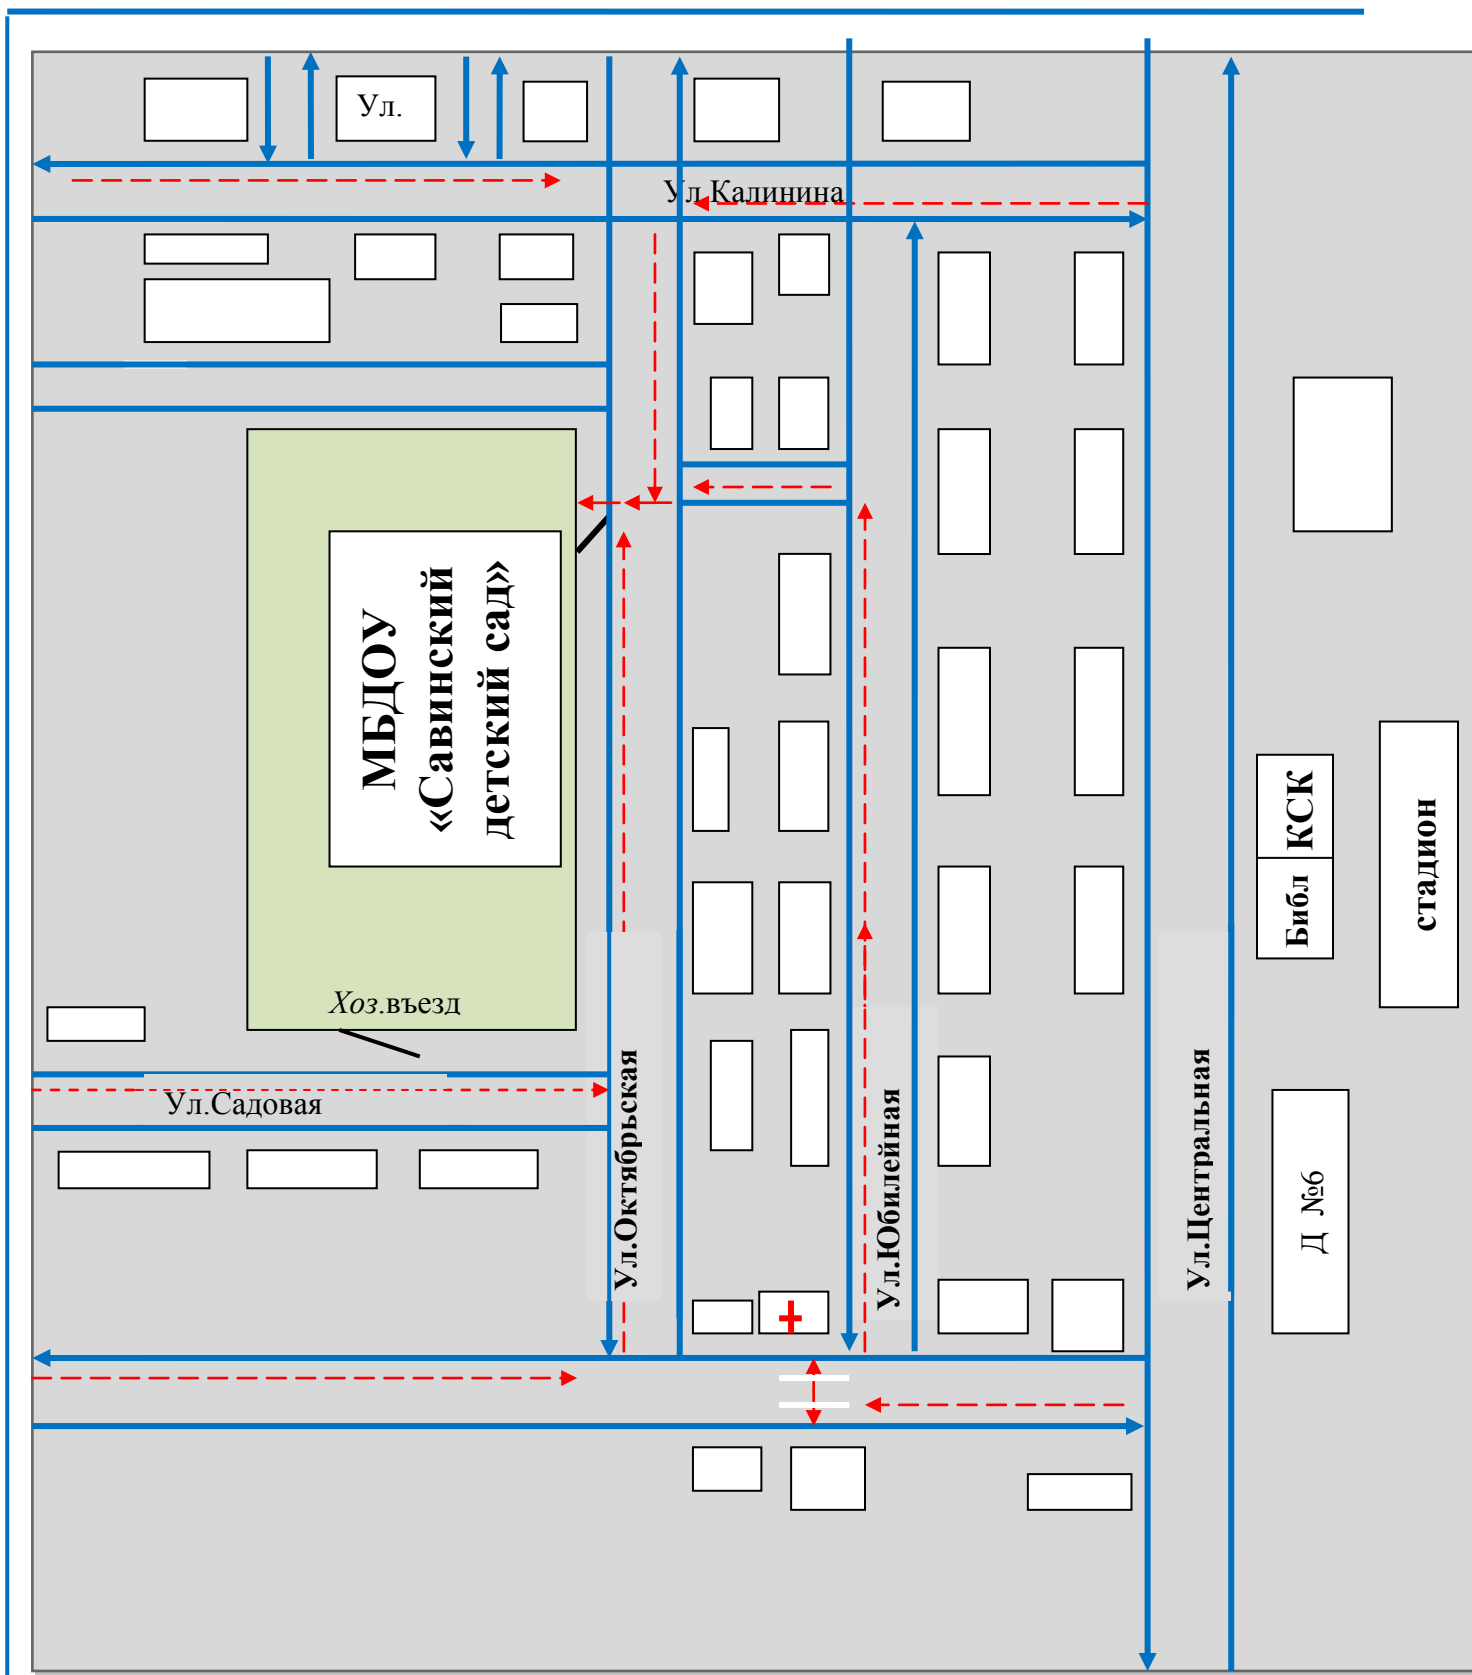 Ул.
Ул.Калинина
МБДОУ
«Савинский
детский сад»
КСК
Библ
стадион
Хоз.въезд
Ул.Садовая
Ул.Октябрьская
Ул.Юбилейная
Ул.Центральная
Д №6